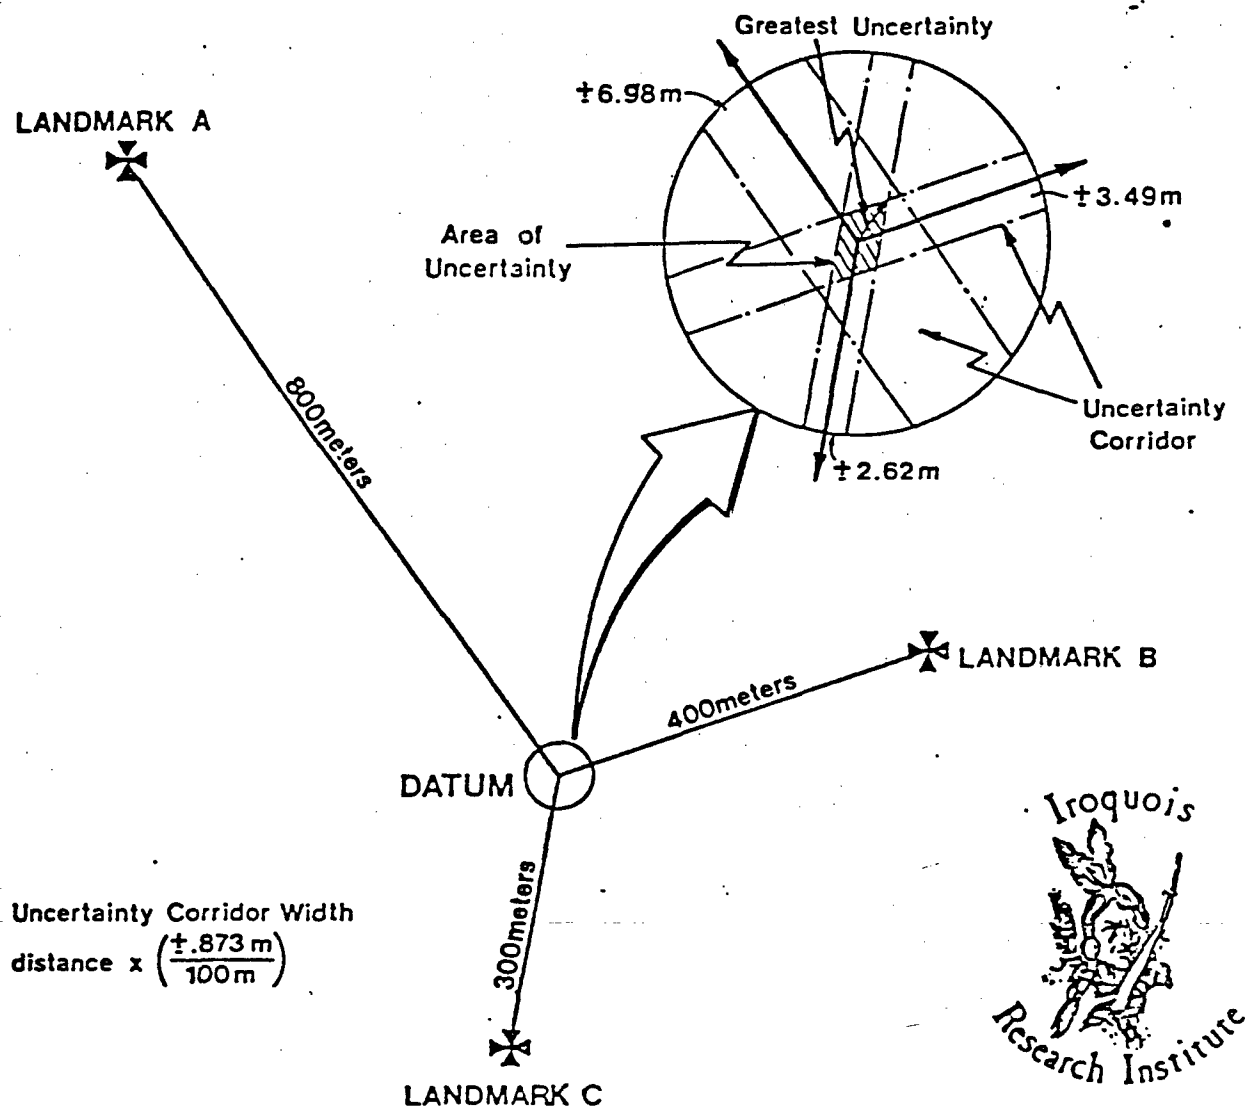 Greatest Uncertainty
±6.98m
LANDMARK A
±3.49m
Area of
Uncertainty
800meters
Uncertainty
Corridor
±2.62m
LANDMARK B
400meters
DATUM
Iroquois
300meters
Uncertainty Corridor Width
distance x (±.873 m
100m)
Research Institute
LANDMARK C